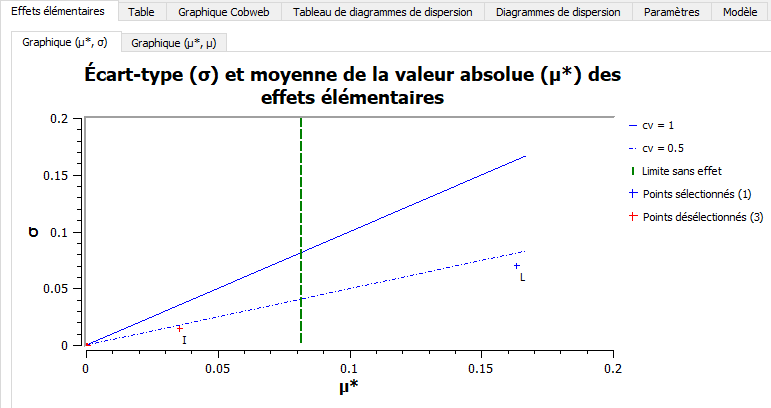 Effets élémentaires
Table
Graphique Cobweb
Tableau de diagrammes de dispersion
Diagrammes de dispersion
Paramètres
Modèle
Graphique (μ*, σ)
Graphique (μ*, μ)
Écart-type (σ) et moyenne de la valeur absolue (μ*) des
effets élémentaires
0.2
0.15
0.1
0.05
0
σ
L
I
0
0.05
0.1
0.15
0.2
μ*
cv = 1
cv = 0.5
Limite sans effet
Points sélectionnés (1)
Points désélectionnés (3)